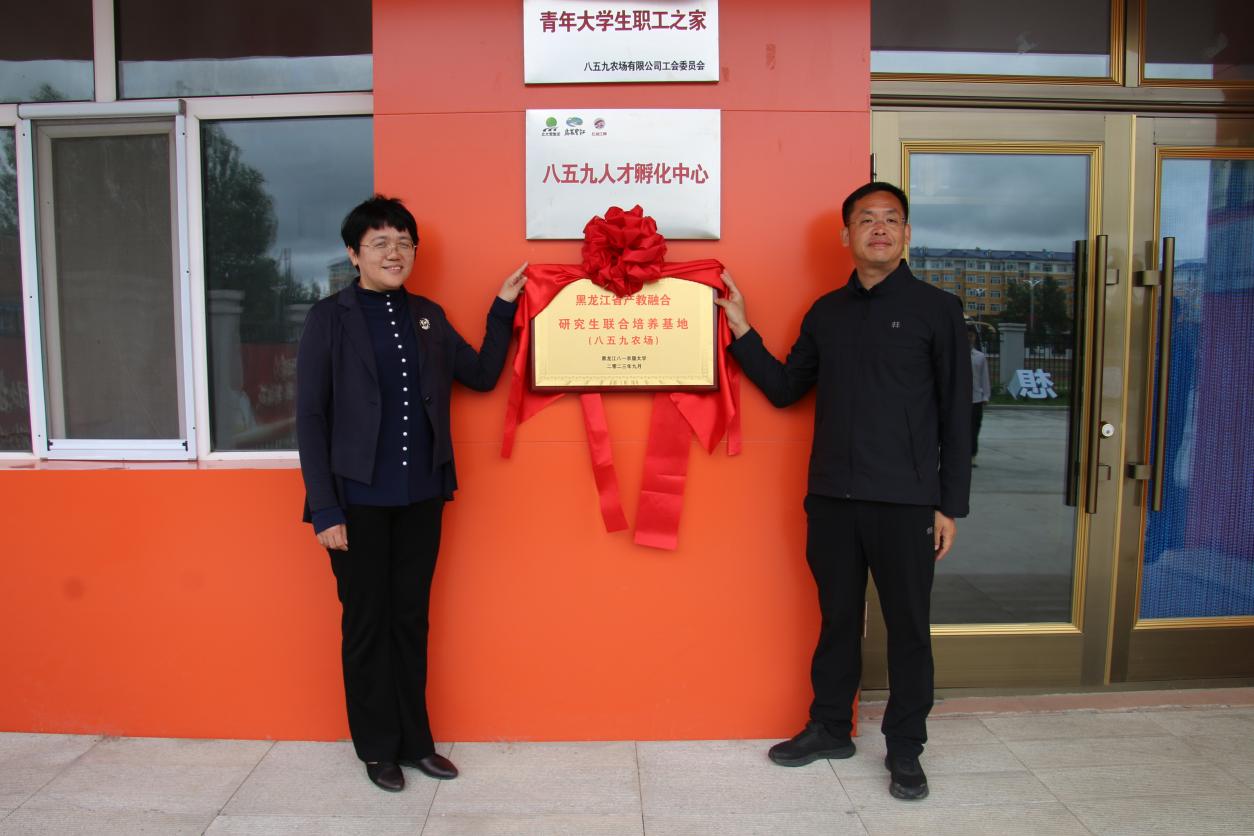 青年大学生职工之家
八五九农场有限公司工会委员会
八五九人才孵化中心
黑龙江省产教融合
研究生联合培养基地
(八五九农场)
黑龙江八一农垦大学
二零二三年九月
想